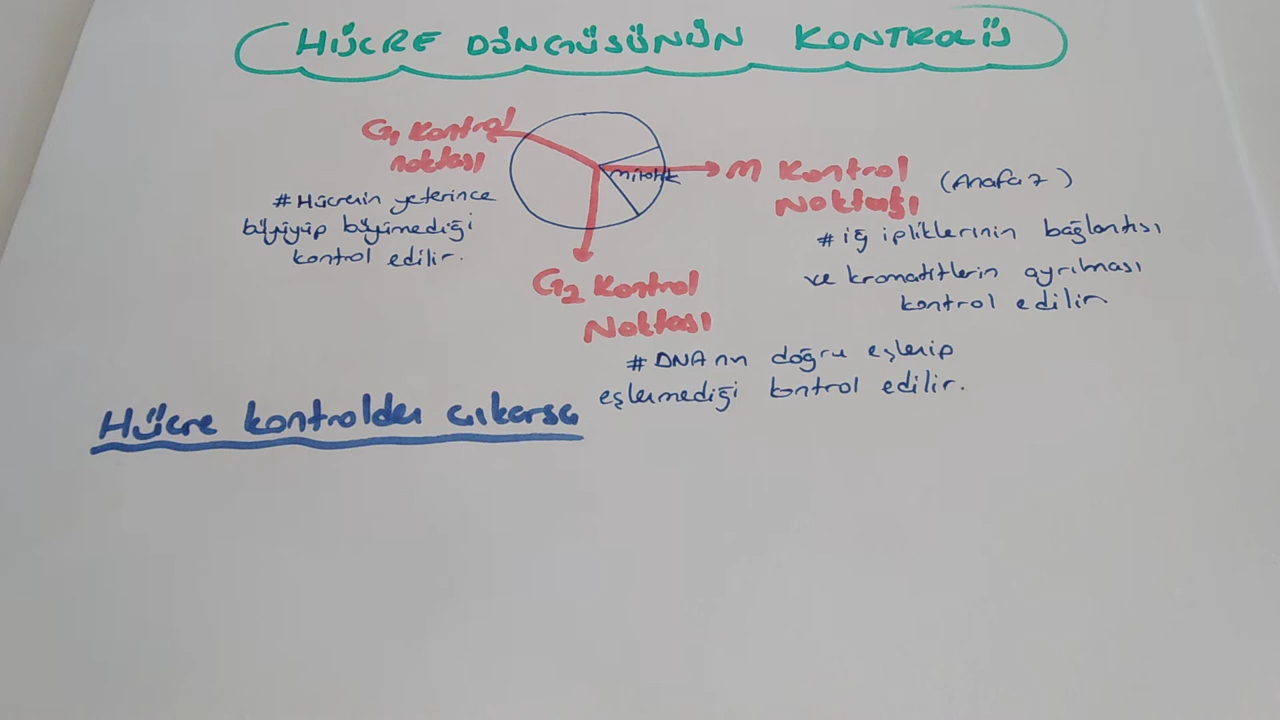 HÜCRE DÖNGÜSÜNÜN KONTROLÜ
G1 Kontrol
noktası
#Hücrenin yeterince
büyüyüp büyümediği
kontrol edilir.
mitotik
M Kontrol
Noktası
(Anafaz)
#iğ ipliklerinin bağlantısı
ve kromatitlerin ayrılması
kontrol edilir
G2 Kontrol
Noktası
#DNA nın doğru eşlenip
eşlenmediği kontrol edilir.
Hücre kontrolden çıkarsa